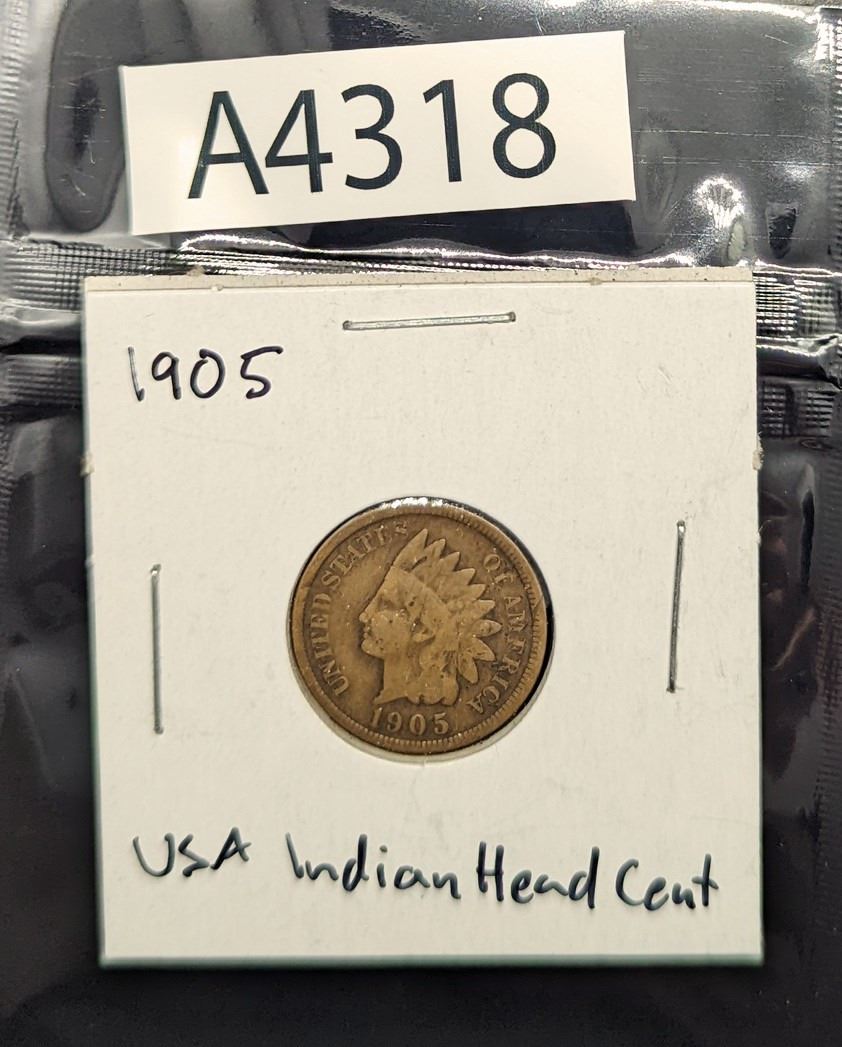 A4318
1905
UNITED STATES OF AMERICA
1905
USA Indian Head Cent